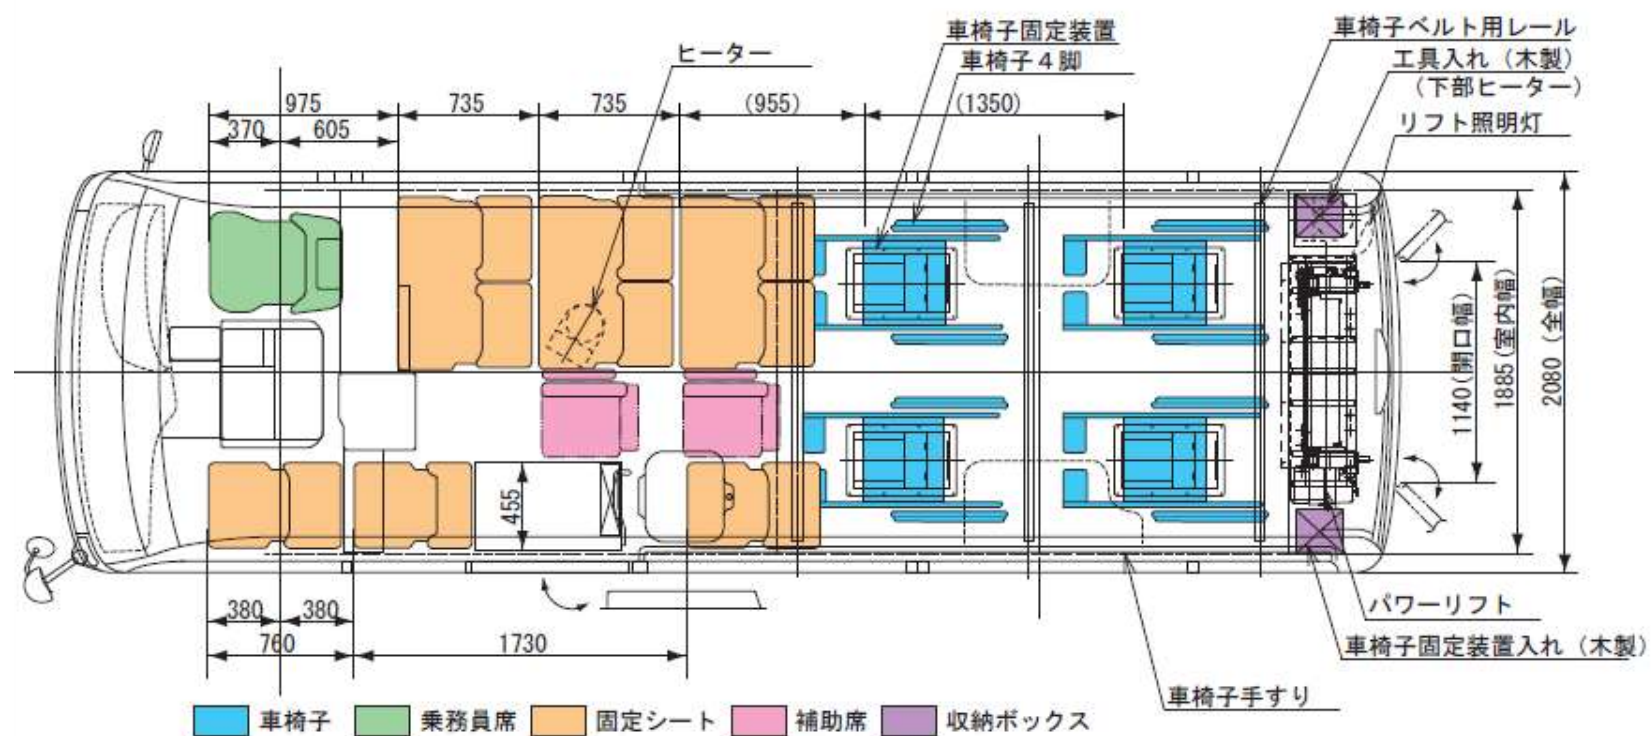 車椅子固定装置
車椅子ベルト用レール
ヒーター
車椅子4脚
工具入れ（木製）
（下部ヒーター）
975
735
735
(955)
(1350)
リフト照明灯
370
605
1140(開口幅)
1885(室内幅)
2080（全幅）
455
380
380
パワーリフト
760
1730
車椅子固定装置入れ（木製）
車椅子手すり
車椅子
乗務員席
固定シート
補助席
収納ボックス